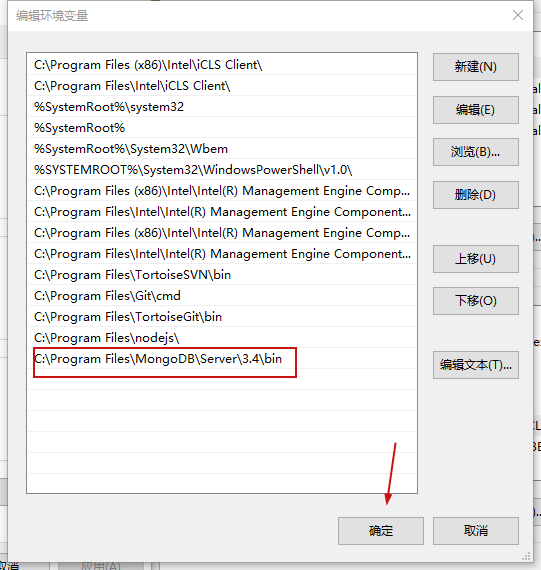 编辑环境变量
C:\Program Files (x86)\Intel\iCLS Client\
C:\Program Files\Intel\iCLS Client\
%SystemRoot%\system32
%SystemRoot%
%SystemRoot%\System32\Wbem
%SYSTEMROOT%\System32\WindowsPowerShell\v1.0\
C:\Program Files (x86)\Intel\Intel(R) Management Engine Comp...
C:\Program Files\Intel\Intel(R) Management Engine Component...
C:\Program Files (x86)\Intel\Intel(R) Management Engine Comp...
C:\Program Files\Intel\Intel(R) Management Engine Component...
C:\Program Files\TortoiseSVN\bin
C:\Program Files\Git\cmd
C:\Program Files\TortoiseGit\bin
C:\Program Files\nodejs\
C:\Program Files\MongoDB\Server\3.4\bin
新建(N)
编辑(E)
浏览(B)...
删除(D)
上移(U)
下移(O)
编辑文本(T)...
确定
取消
取消
应用(A)